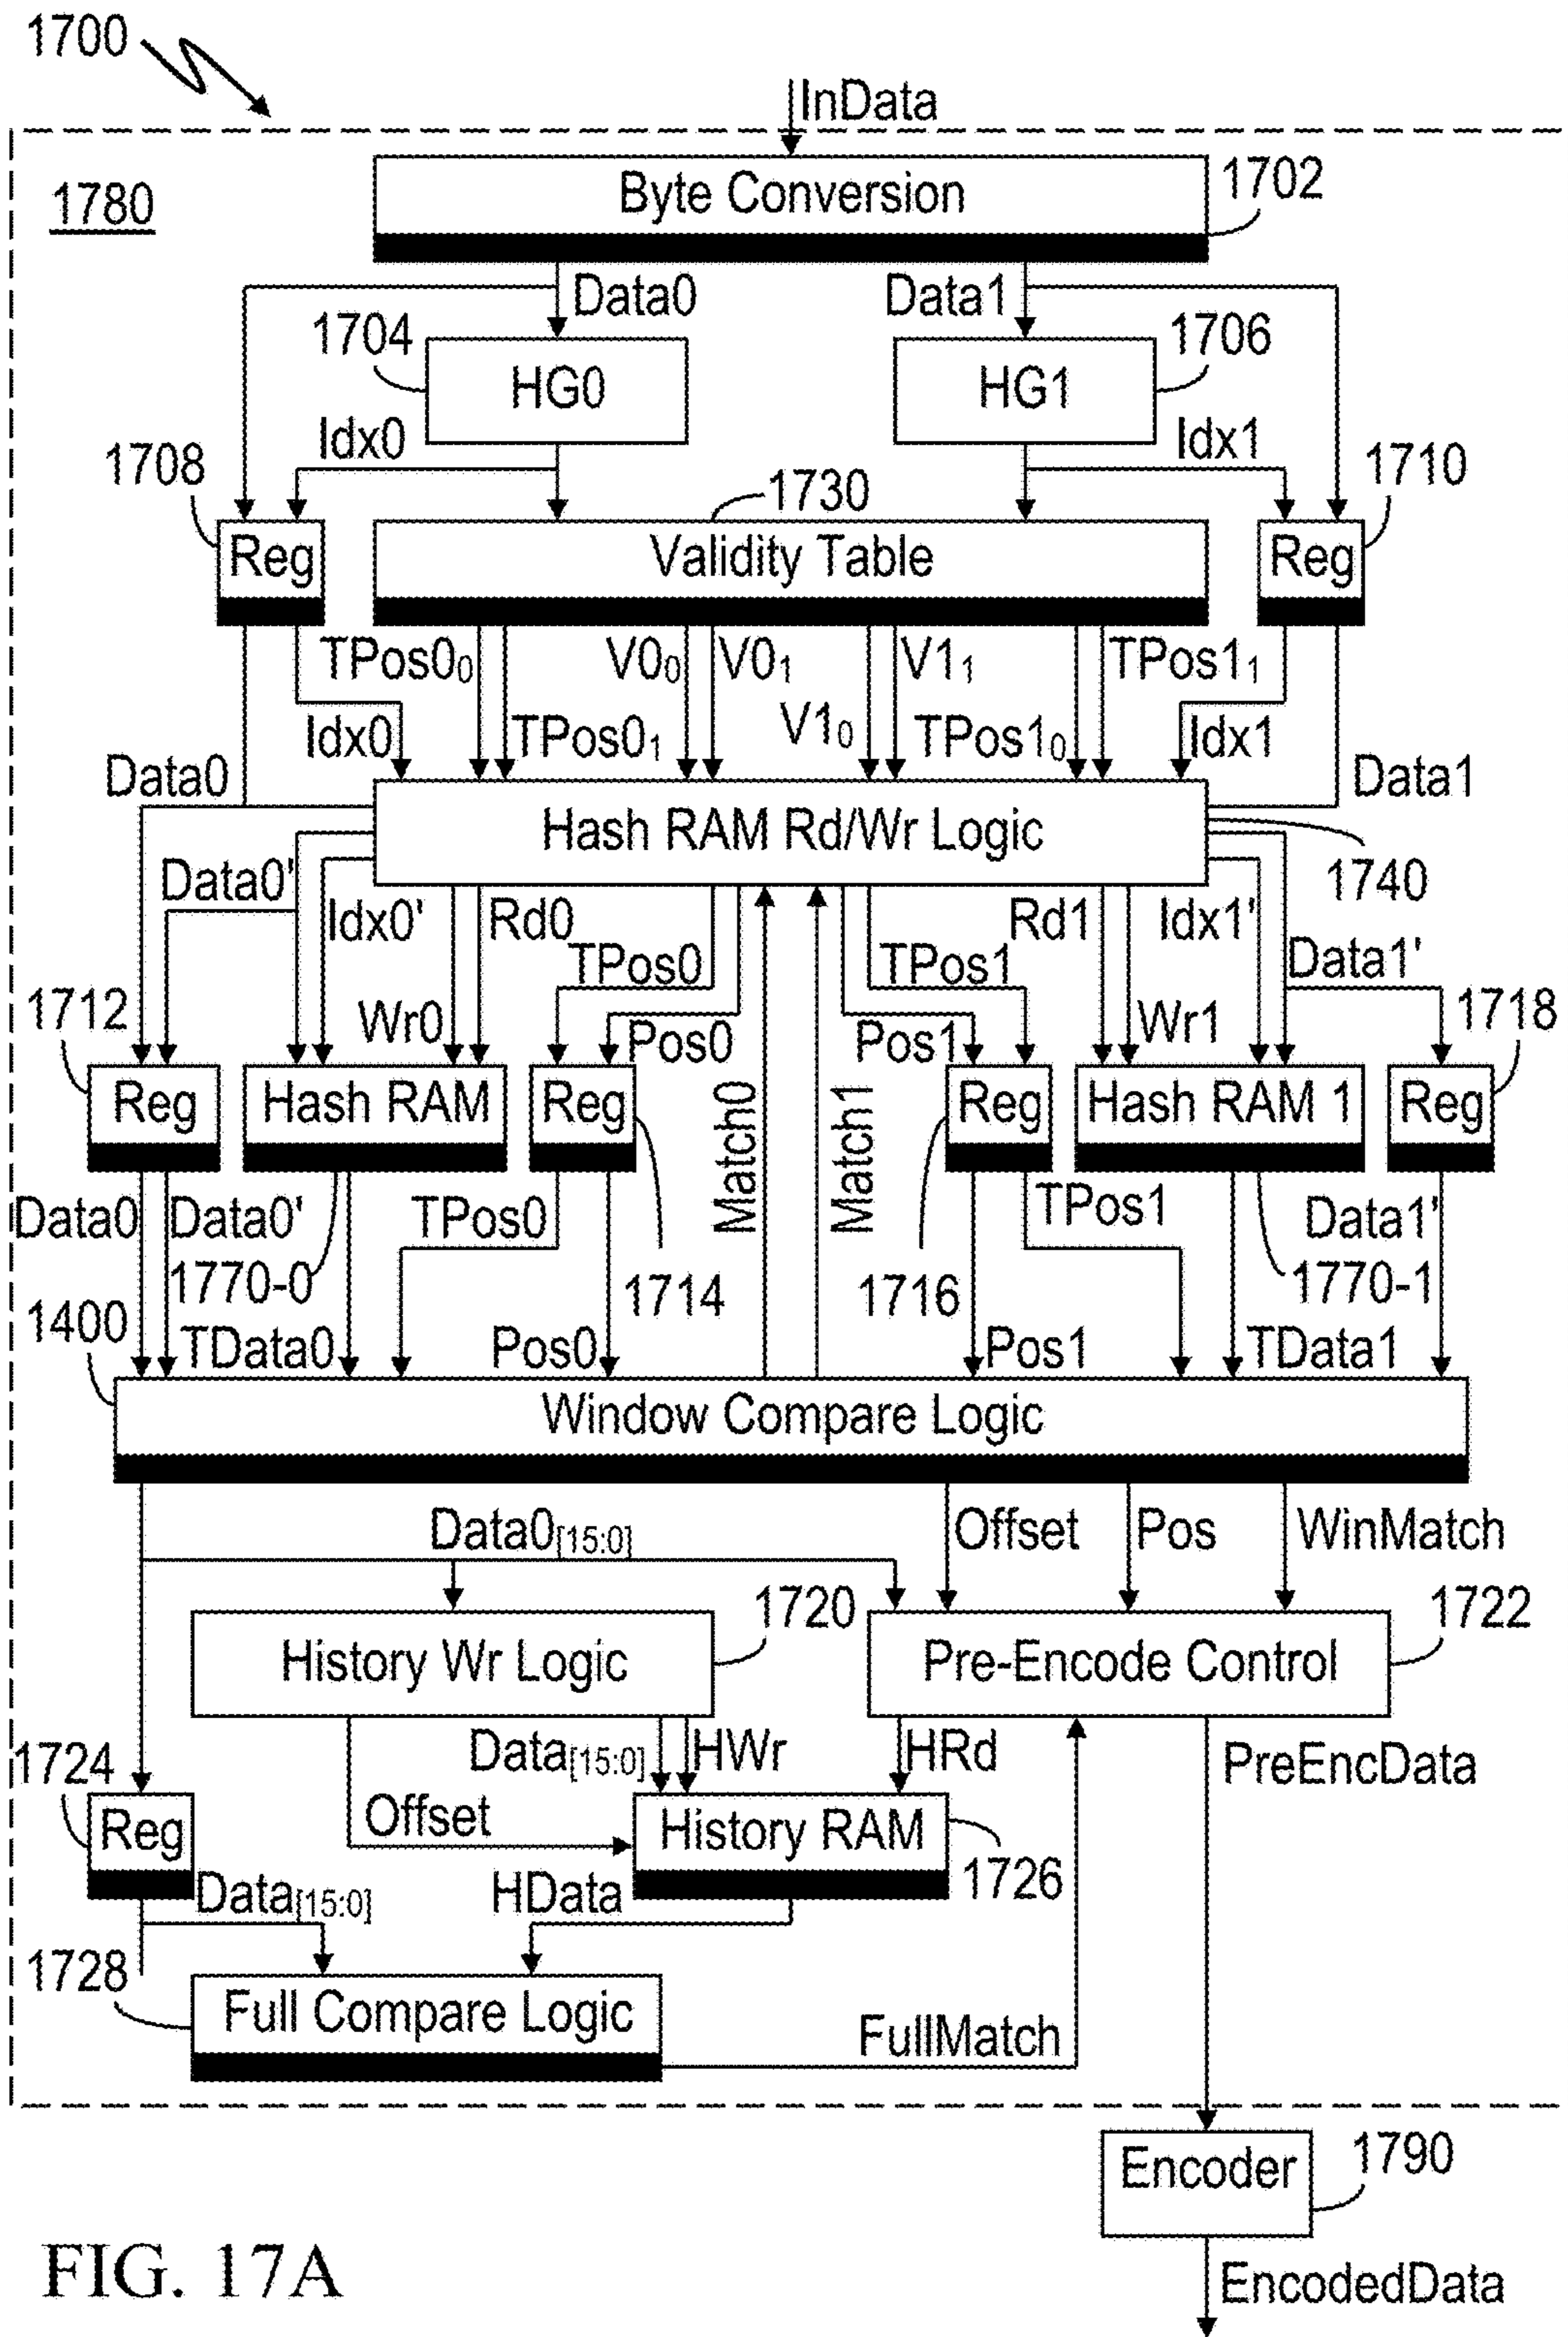 1700
InData
1780
Byte Conversion
1702
Data0
Data1
1704
1706
HG0
HG1
Idx0
Idx1
1708
1710
1730
Reg
Validity Table
Reg
TPos0₀
V0₀
V0₁
V1₁
TPos1₁
Idx0
TPos0₁
V1₀
TPos1₀
Idx1
Data0
Data1
Hash RAM Rd/Wr Logic
1740
Data0'
Idx0'
Rd0
TPos0
TPos1
Rd1
Idx1'
Data1'
1712
Wr0
Pos0
Pos1
Wr1
1718
Reg
Hash RAM
Reg
Reg
Hash RAM 1
Reg
Match0
Match1
Data0
Data0'
TPos0
TPos1
Data1'
1770-0
1714
1716
1770-1
1400
TData0
Pos0
Pos1
TData1
Window Compare Logic
Data0[15:0]
Offset
Pos
WinMatch
1720
1722
History Wr Logic
Pre-Encode Control
1724
Data[15:0]
HWr
HRd
PreEncData
Reg
Offset
History RAM
1726
Data[15:0]
HData
1728
Full Compare Logic
FullMatch
Encoder
1790
FIG. 17A
EncodedData